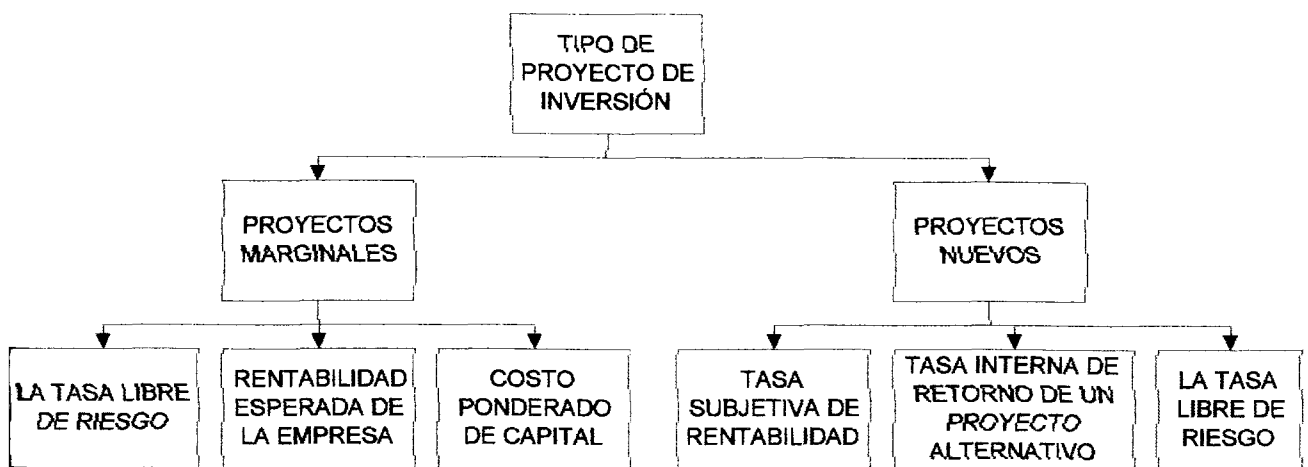 TIPO DE
PROYECTO DE
INVERSIÓN
PROYECTOS
MARGINALES
PROYECTOS
NUEVOS
LA TASA LIBRE
DE RIESGO
RENTABILIDAD
ESPERADA DE
LA EMPRESA
COSTO
PONDERADO
DE CAPITAL
TASA
SUBJETIVA DE
RENTABILIDAD
TASA INTERNA DE
RETORNO DE UN
PROYECTO
ALTERNATIVO
LA TASA
LIBRE DE
RIESGO